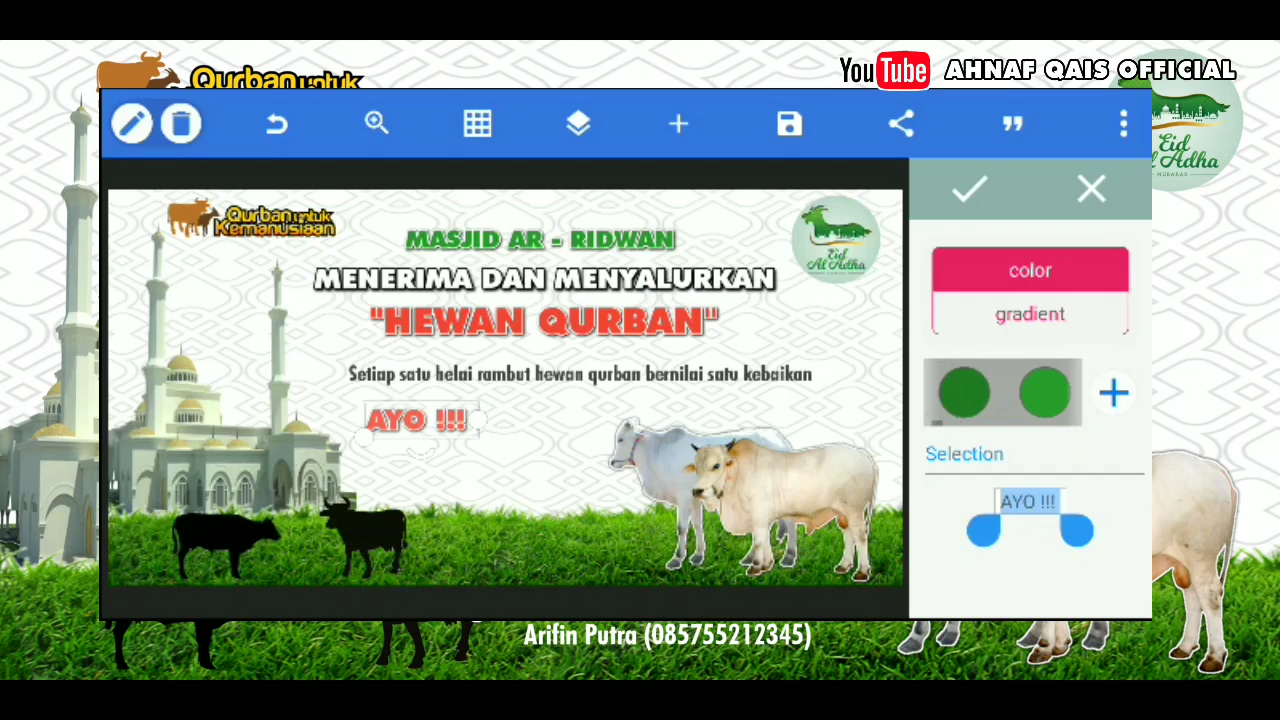 Qurban untuk
YouTube AHNAF QAIS OFFICIAL
Eid
Al Adha
MUBARAK
color
gradient
Selection
AYO !!!
Qurban untuk
Kemanusiaan
MASJID AR - RIDWAN
MENERIMA DAN MENYALURKAN
"HEWAN QURBAN"
Setiap satu helai rambut hewan qurban bernilai satu kebaikan
AYO !!!
Eid
Al Adha
Arifin Putra (085755212345)